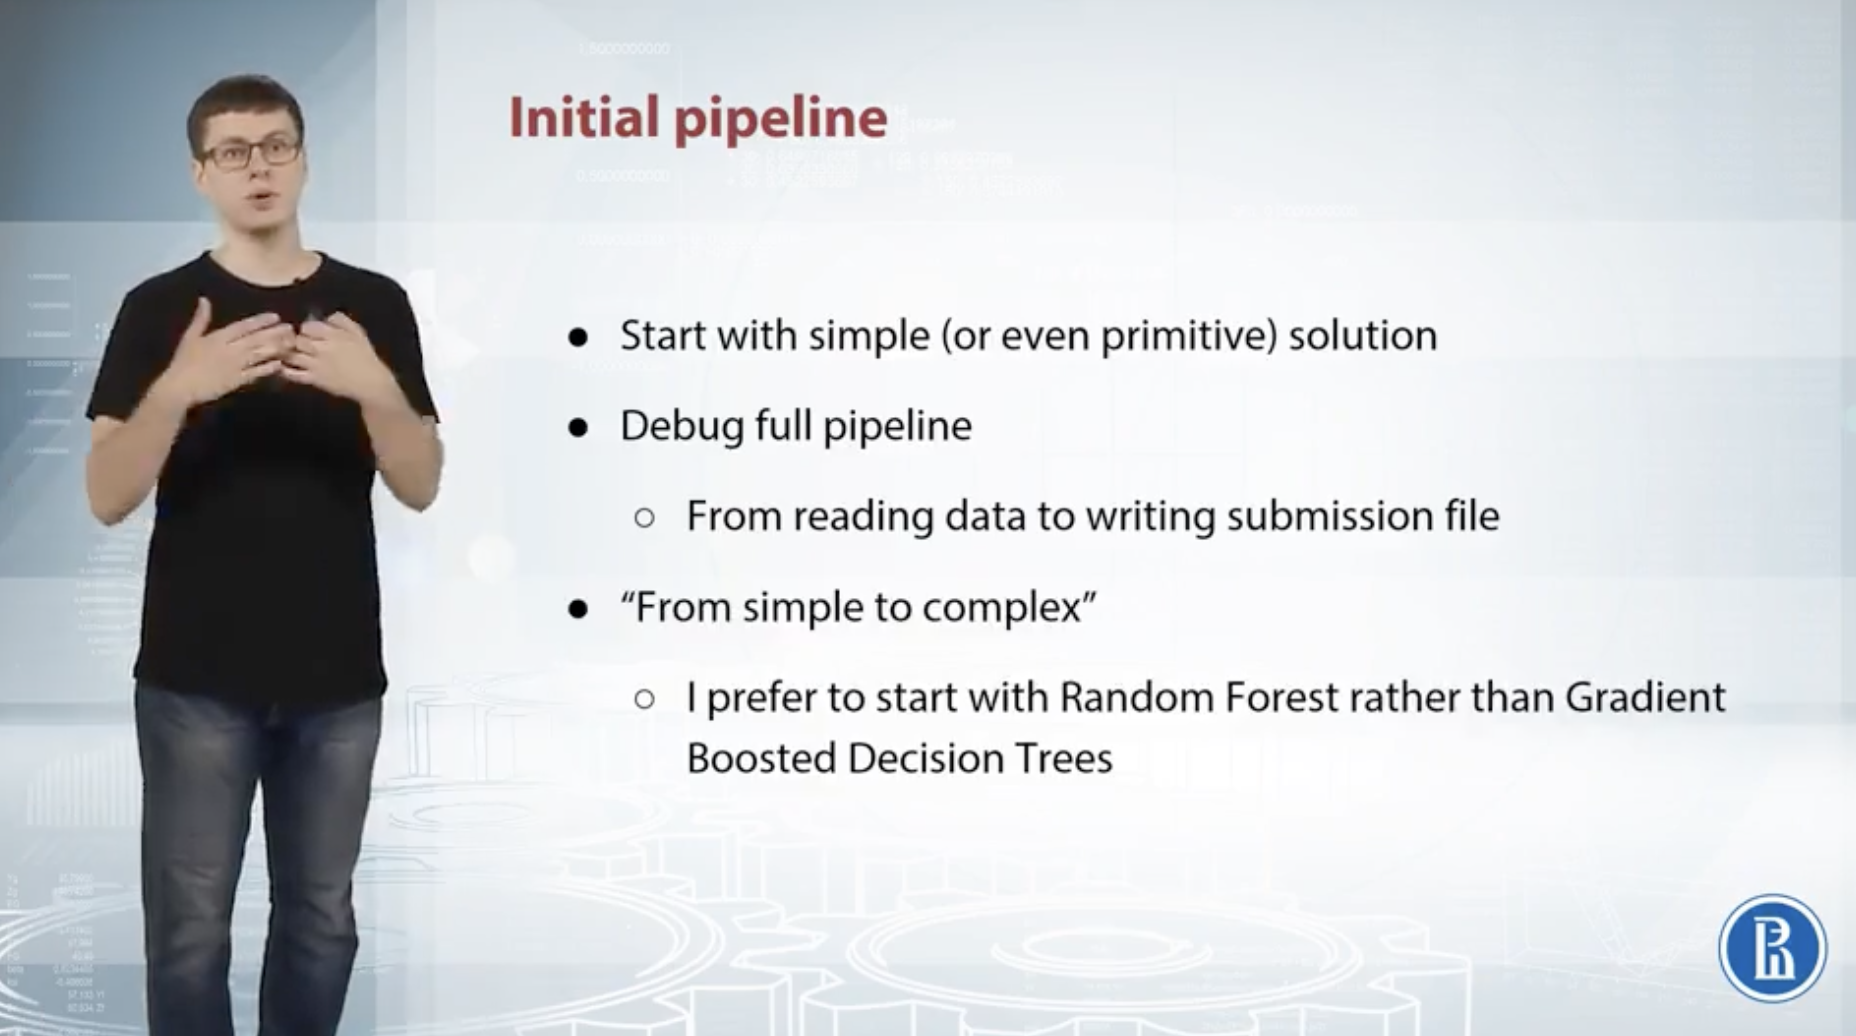 Initial pipeline
● Start with simple (or even primitive) solution
● Debug full pipeline
○ From reading data to writing submission file
● “From simple to complex”
○ I prefer to start with Random Forest rather than Gradient
Boosted Decision Trees